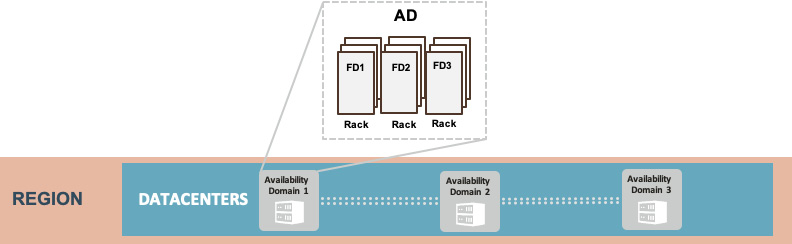 AD
FD1 FD2 FD3
Rack Rack Rack
REGION
DATACENTERS
Availability
Domain 1
Availability
Domain 2
Availability
Domain 3